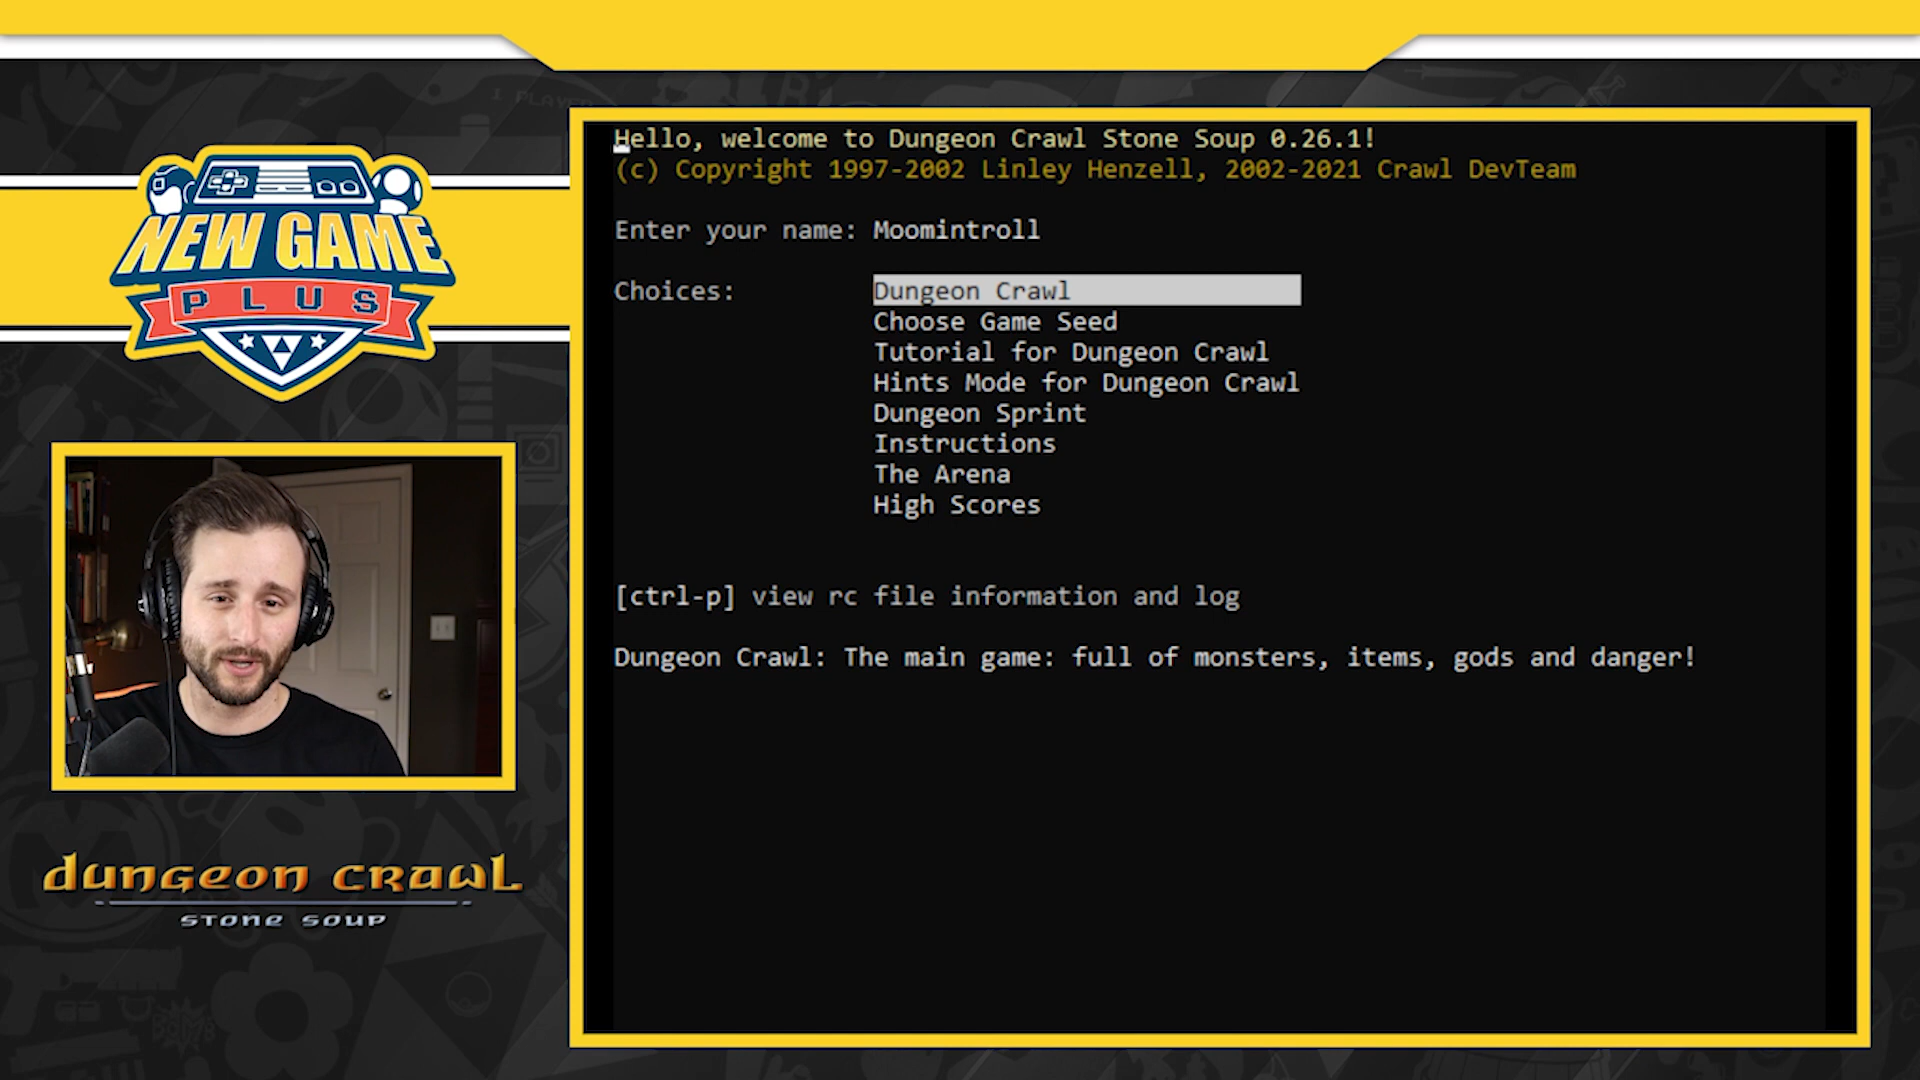 NEW GAME
PLUS
dungeon crawl
stone soup
Hello, welcome to Dungeon Crawl Stone Soup 0.26.1!
(c) Copyright 1997-2002 Linley Henzell, 2002-2021 Crawl DevTeam
Enter your name: Moomintroll
Choices: Dungeon Crawl
Choose Game Seed
Tutorial for Dungeon Crawl
Hints Mode for Dungeon Crawl
Dungeon Sprint
Instructions
The Arena
High Scores
[ctrl-p] view rc file information and log
Dungeon Crawl: The main game: full of monsters, items, gods and danger!